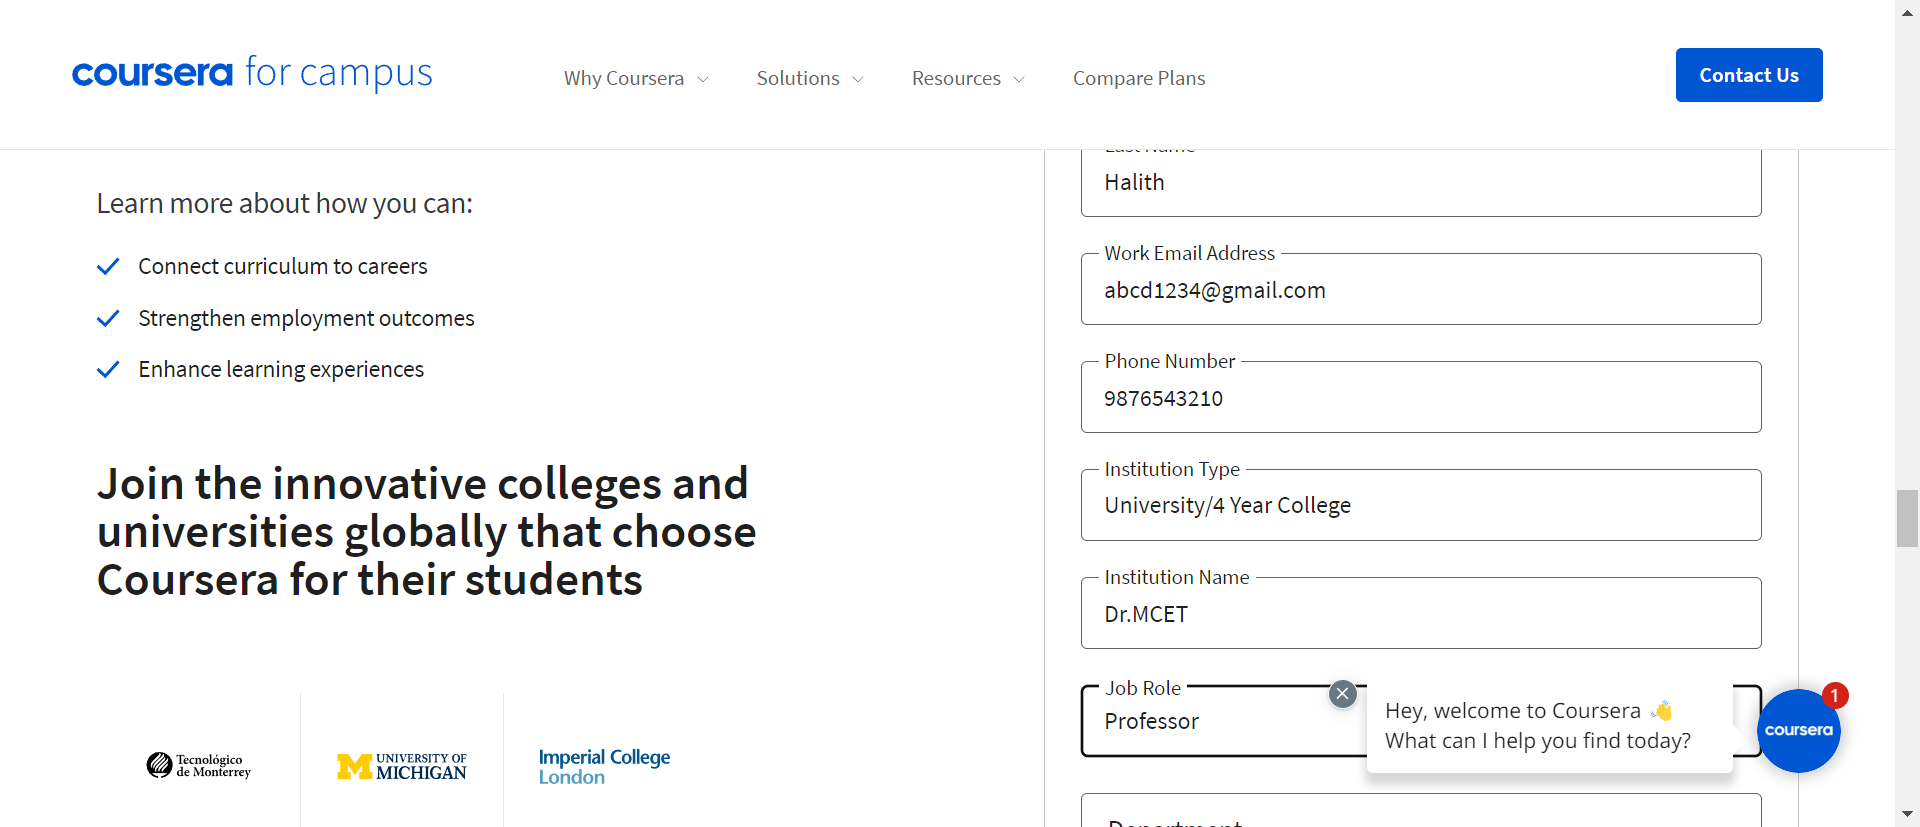 coursera for campus
Why Coursera
Solutions
Resources
Compare Plans
Contact Us
Learn more about how you can:
Connect curriculum to careers
Strengthen employment outcomes
Enhance learning experiences
Join the innovative colleges and
universities globally that choose
Coursera for their students
Tecnológico
de Monterrey
M UNIVERSITY OF
MICHIGAN
Imperial College
London
Last Name
Halith
Work Email Address
abcd1234@gmail.com
Phone Number
9876543210
Institution Type
University/4 Year College
Institution Name
Dr.MCET
Job Role
Professor
Department
Hey, welcome to Coursera 👋
What can I help you find today?
coursera
1